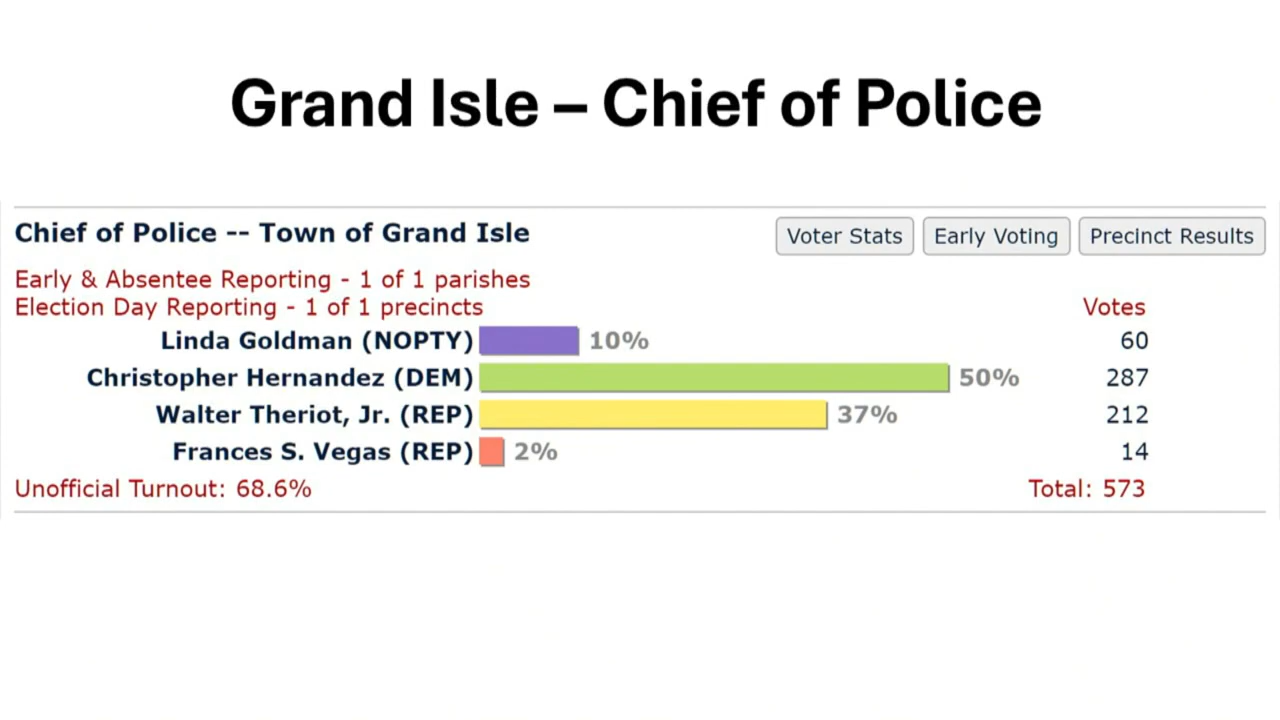 Grand Isle – Chief of Police
Chief of Police -- Town of Grand Isle Voter Stats Early Voting Precinct Results
Early & Absentee Reporting - 1 of 1 parishes
Election Day Reporting - 1 of 1 precincts Votes
Linda Goldman (NOPTY) 10% 60
Christopher Hernandez (DEM) 50% 287
Walter Theriot, Jr. (REP) 37% 212
Frances S. Vegas (REP) 2% 14
Unofficial Turnout: 68.6% Total: 573